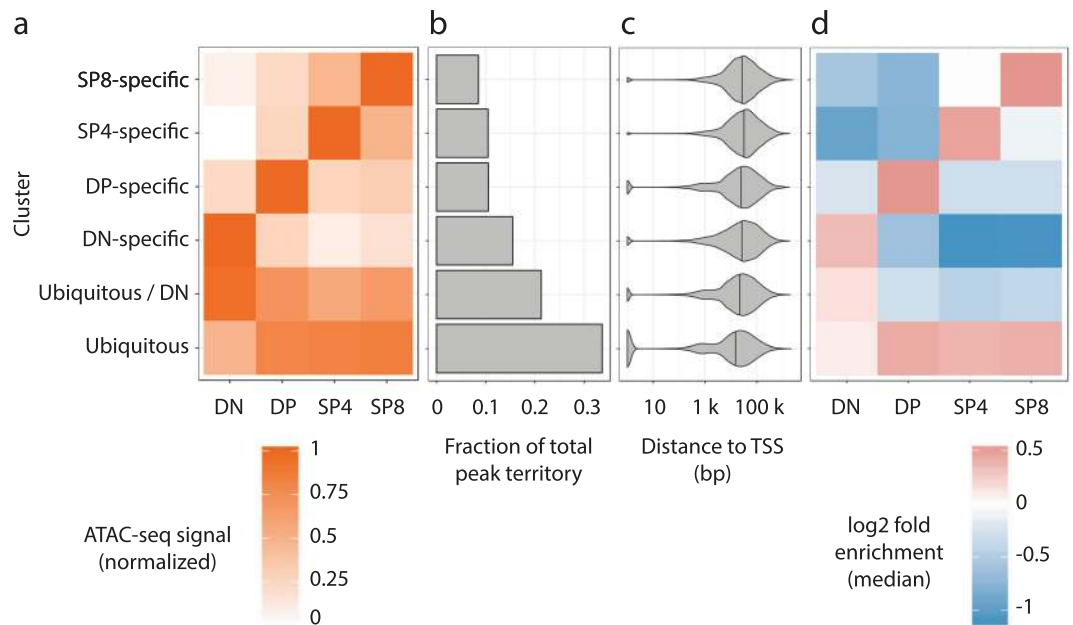 a
b
c
d
Cluster
SP8-specific
SP4-specific
DP-specific
DN-specific
Ubiquitous / DN
Ubiquitous
DN DP SP4 SP8
0 0.1 0.2 0.3
10 1 k 100 k
DN DP SP4 SP8
Fraction of total
peak territory
Distance to TSS
(bp)
ATAC-seq signal
(normalized)
1
0.75
0.5
0.25
0
log2 fold
enrichment
(median)
0.5
0
-0.5
-1